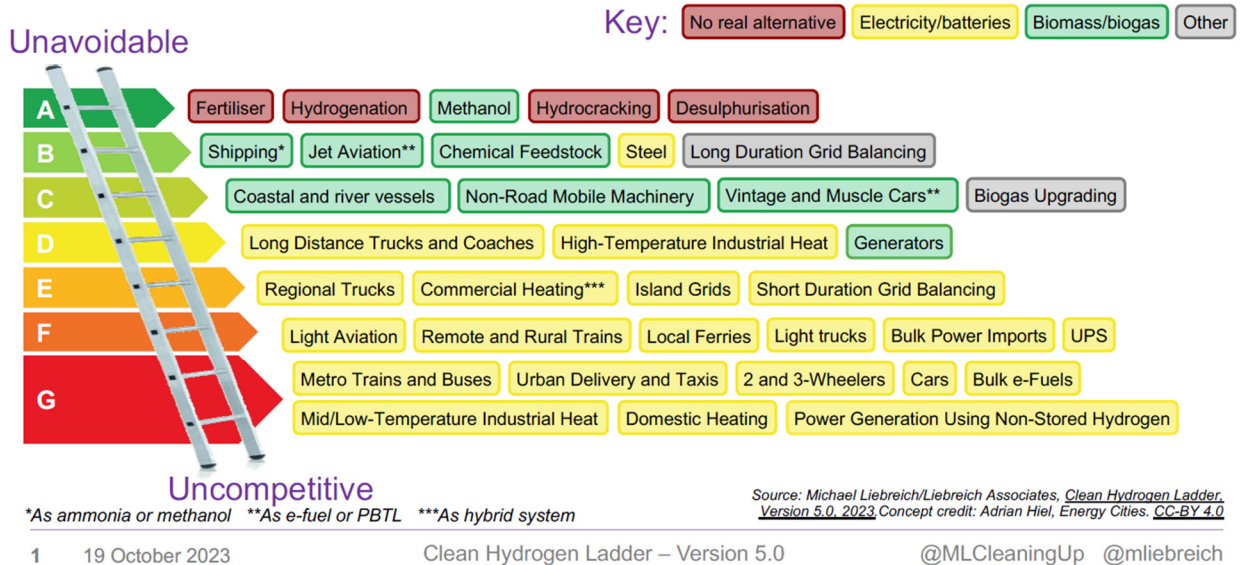 Key: No real alternative Electricity/batteries Biomass/biogas Other
Unavoidable
A Fertiliser Hydrogenation Methanol Hydrocracking Desulphurisation
B Shipping* Jet Aviation** Chemical Feedstock Steel Long Duration Grid Balancing
C Coastal and river vessels Non-Road Mobile Machinery Vintage and Muscle Cars** Biogas Upgrading
D Long Distance Trucks and Coaches High-Temperature Industrial Heat Generators
E Regional Trucks Commercial Heating*** Island Grids Short Duration Grid Balancing
F Light Aviation Remote and Rural Trains Local Ferries Light trucks Bulk Power Imports UPS
G Metro Trains and Buses Urban Delivery and Taxis 2 and 3-Wheelers Cars Bulk e-Fuels
Mid/Low-Temperature Industrial Heat Domestic Heating Power Generation Using Non-Stored Hydrogen
Uncompetitive
*As ammonia or methanol **As e-fuel or PBTL ***As hybrid system
Source: Michael Liebreich/Liebreich Associates, Clean Hydrogen Ladder,
Version 5.0, 2023. Concept credit: Adrian Hiel, Energy Cities. CC-BY 4.0
1 19 October 2023 Clean Hydrogen Ladder – Version 5.0 @MLCleaningUp @mliebreich